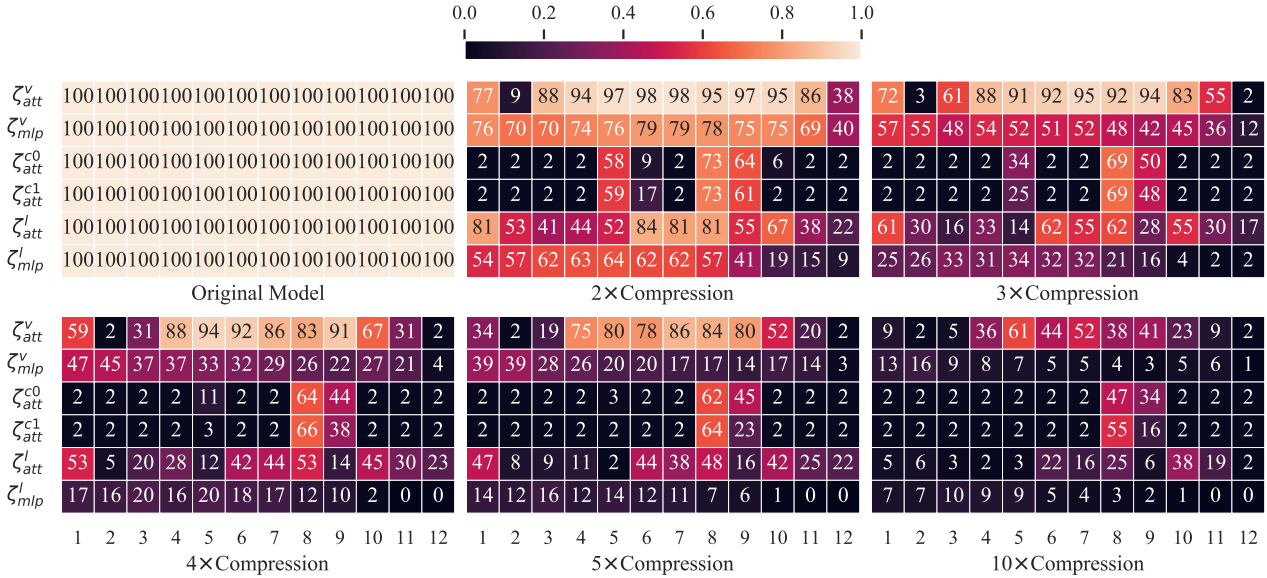 0.0 0.2 0.4 0.6 0.8 1.0
ζ^v_att 100 100 100 100 100 100 100 100 100 100 100 100 77 9 88 94 97 98 98 95 97 95 86 38 72 3 61 88 91 92 95 92 94 83 55 2
ζ^v_mlp 100 100 100 100 100 100 100 100 100 100 100 100 76 70 70 74 76 79 79 78 75 75 69 40 57 55 48 54 52 51 52 48 42 45 36 12
ζ^c0_att 100 100 100 100 100 100 100 100 100 100 100 100 2 2 2 2 58 9 2 73 64 6 2 2 2 2 2 2 34 2 2 69 50 2 2 2
ζ^c1_att 100 100 100 100 100 100 100 100 100 100 100 100 2 2 2 2 59 17 2 73 61 2 2 2 2 2 2 2 25 2 2 69 48 2 2 2
ζ^l_att 100 100 100 100 100 100 100 100 100 100 100 100 81 53 41 44 52 84 81 81 55 67 38 22 61 30 16 33 14 62 55 62 28 55 30 17
ζ^l_mlp 100 100 100 100 100 100 100 100 100 100 100 100 54 57 62 63 64 62 62 57 41 19 15 9 25 26 33 31 34 32 32 21 16 4 2 2
Original Model 2×Compression 3×Compression
ζ^v_att 59 2 31 88 94 92 86 83 91 67 31 2 34 2 19 75 80 78 86 84 80 52 20 2 9 2 5 36 61 44 52 38 41 23 9 2
ζ^v_mlp 47 45 37 37 33 32 29 26 22 27 21 4 39 39 28 26 20 20 17 17 14 17 14 3 13 16 9 8 7 5 5 4 3 5 6 1
ζ^c0_att 2 2 2 2 11 2 2 64 44 2 2 2 2 2 2 2 3 2 2 62 45 2 2 2 2 2 2 2 2 2 2 47 34 2 2 2
ζ^c1_att 2 2 2 2 3 2 2 66 38 2 2 2 2 2 2 2 2 2 2 64 23 2 2 2 2 2 2 2 2 2 2 55 16 2 2 2
ζ^l_att 53 5 20 28 12 42 44 53 14 45 30 23 47 8 9 11 2 44 38 48 16 42 25 22 5 6 3 2 3 22 16 25 6 38 19 2
ζ^l_mlp 17 16 20 16 20 18 17 12 10 2 0 0 14 12 16 12 14 12 11 7 6 1 0 0 7 7 10 9 9 5 4 3 2 1 0 0
1 2 3 4 5 6 7 8 9 10 11 12 1 2 3 4 5 6 7 8 9 10 11 12 1 2 3 4 5 6 7 8 9 10 11 12
4×Compression 5×Compression 10×Compression